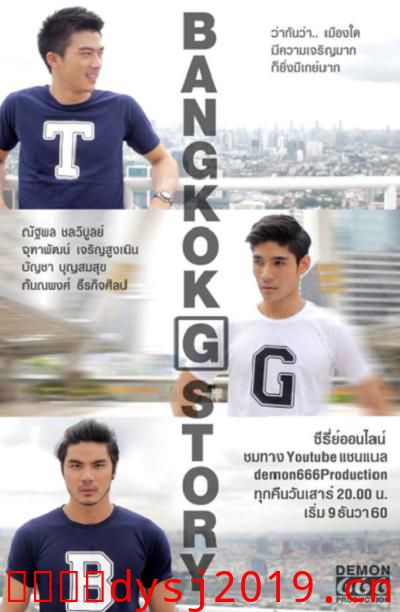 BANGKOK G STORY
T
ว่ากันว่า.. เมืองใด
มีความเจริญมาก
ก็ยิ่งมีเกย์มาก
ณัฐพล ชลวิบูลย์
จุฑาพัฒน์ เจริญสูงเนิน
บัญชา บุญสมสุข
กันณพงศ์ ธีรกิจศิลป
G
ซีรี่ย์ออนไลน์
ชมทาง Youtube แชนแนล
demon666Production
ทุกคืนวันเสาร์ 20.00 น.
เริ่ม 9 ธันวา 60
B
DEMON
666
PRODUCTION
dysj2019.cn